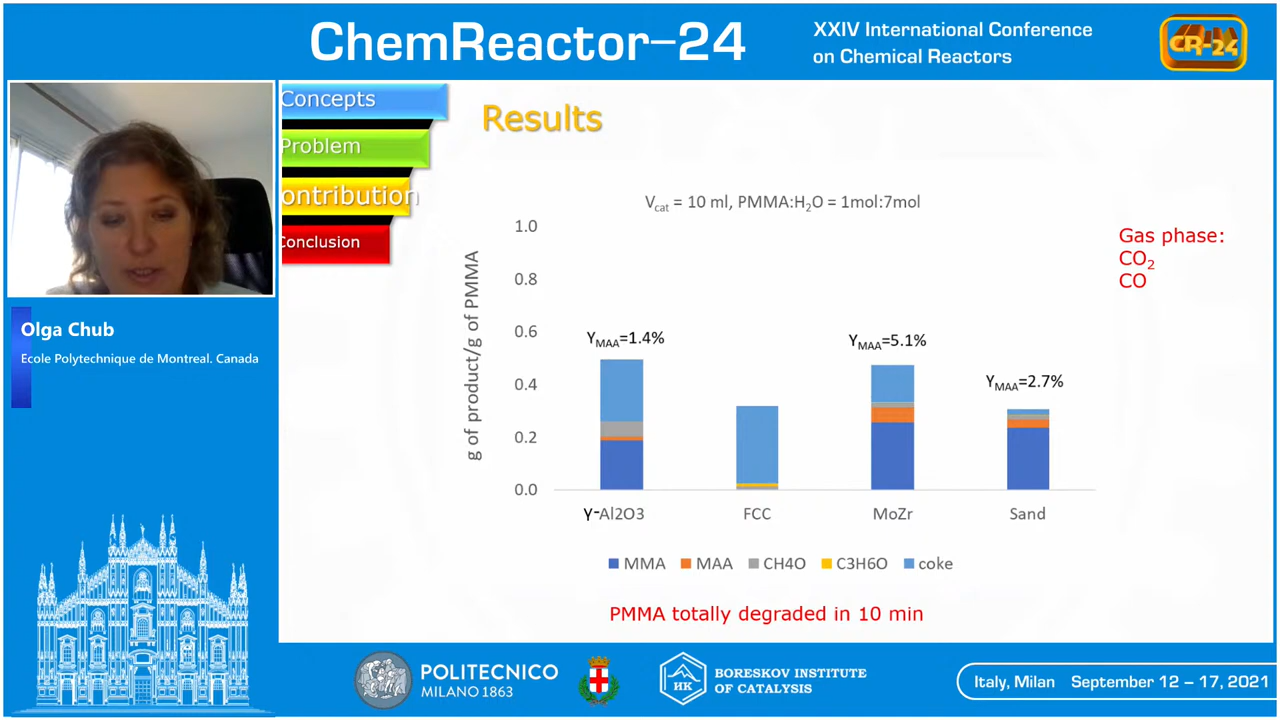 ChemReactor–24
XXIV International Conference
on Chemical Reactors
CR-24
Concepts
Problem
ontribution
Conclusion
Results
Vcat = 10 ml, PMMA:H2O = 1mol:7mol
Gas phase:
CO2
CO
g of product/g of PMMA
1.0
0.8
0.6
0.4
0.2
0.0
YMAA=1.4%
YMAA=5.1%
YMAA=2.7%
γ-Al2O3
FCC
MoZr
Sand
MMA
MAA
CH4O
C3H6O
coke
PMMA totally degraded in 10 min
Olga Chub
Ecole Polytechnique de Montreal. Canada
POLITECNICO
MILANO 1863
НК
BORESKOV INSTITUTE
OF CATALYSIS
Italy, Milan September 12 – 17, 2021